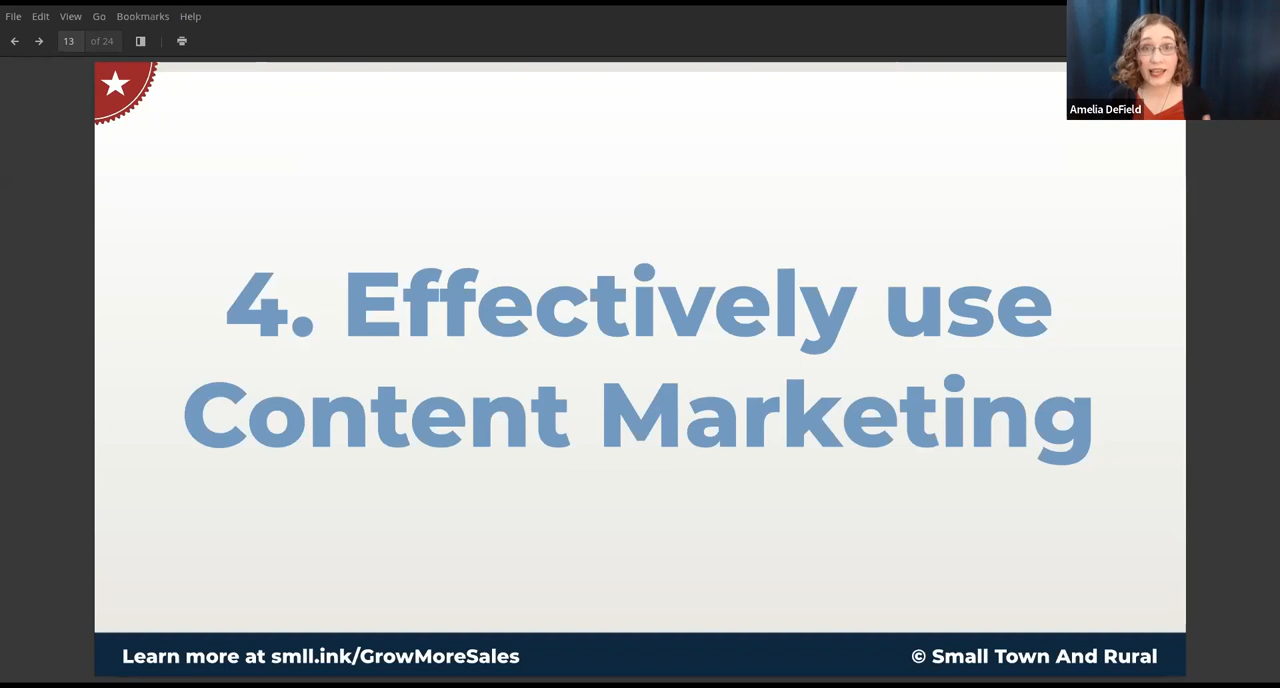 File Edit View Go Bookmarks Help
13 of 24
Amelia DeField
4. Effectively use
Content Marketing
Learn more at smll.ink/GrowMoreSales
© Small Town And Rural